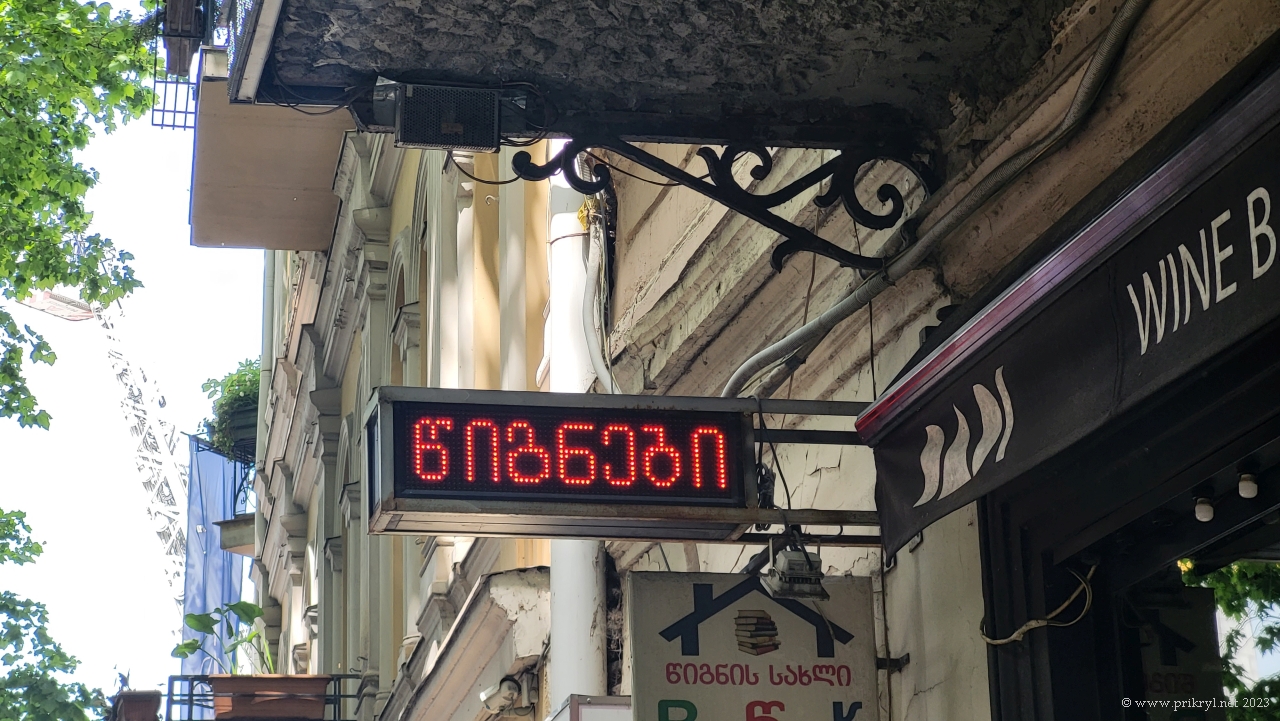 წიგნები
WINE B
წიგნის სახლი
© www.prikryl.net 2023